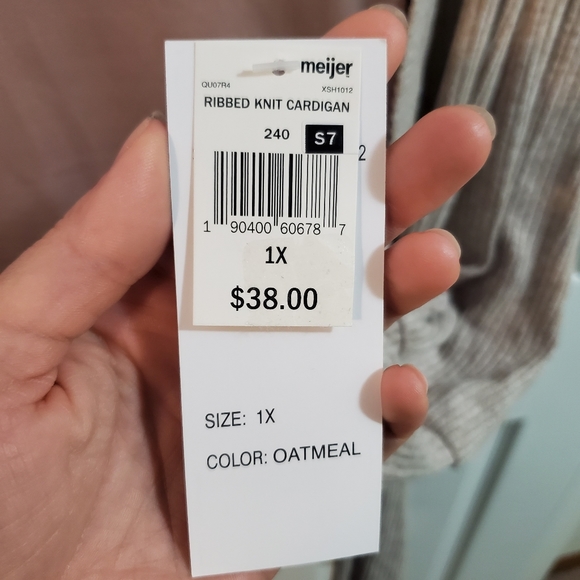 meijer
QU07R4 XSH1012
RIBBED KNIT CARDIGAN
240 S7
2
1 90400 60678 7
1X
$38.00
SIZE: 1X
COLOR: OATMEAL